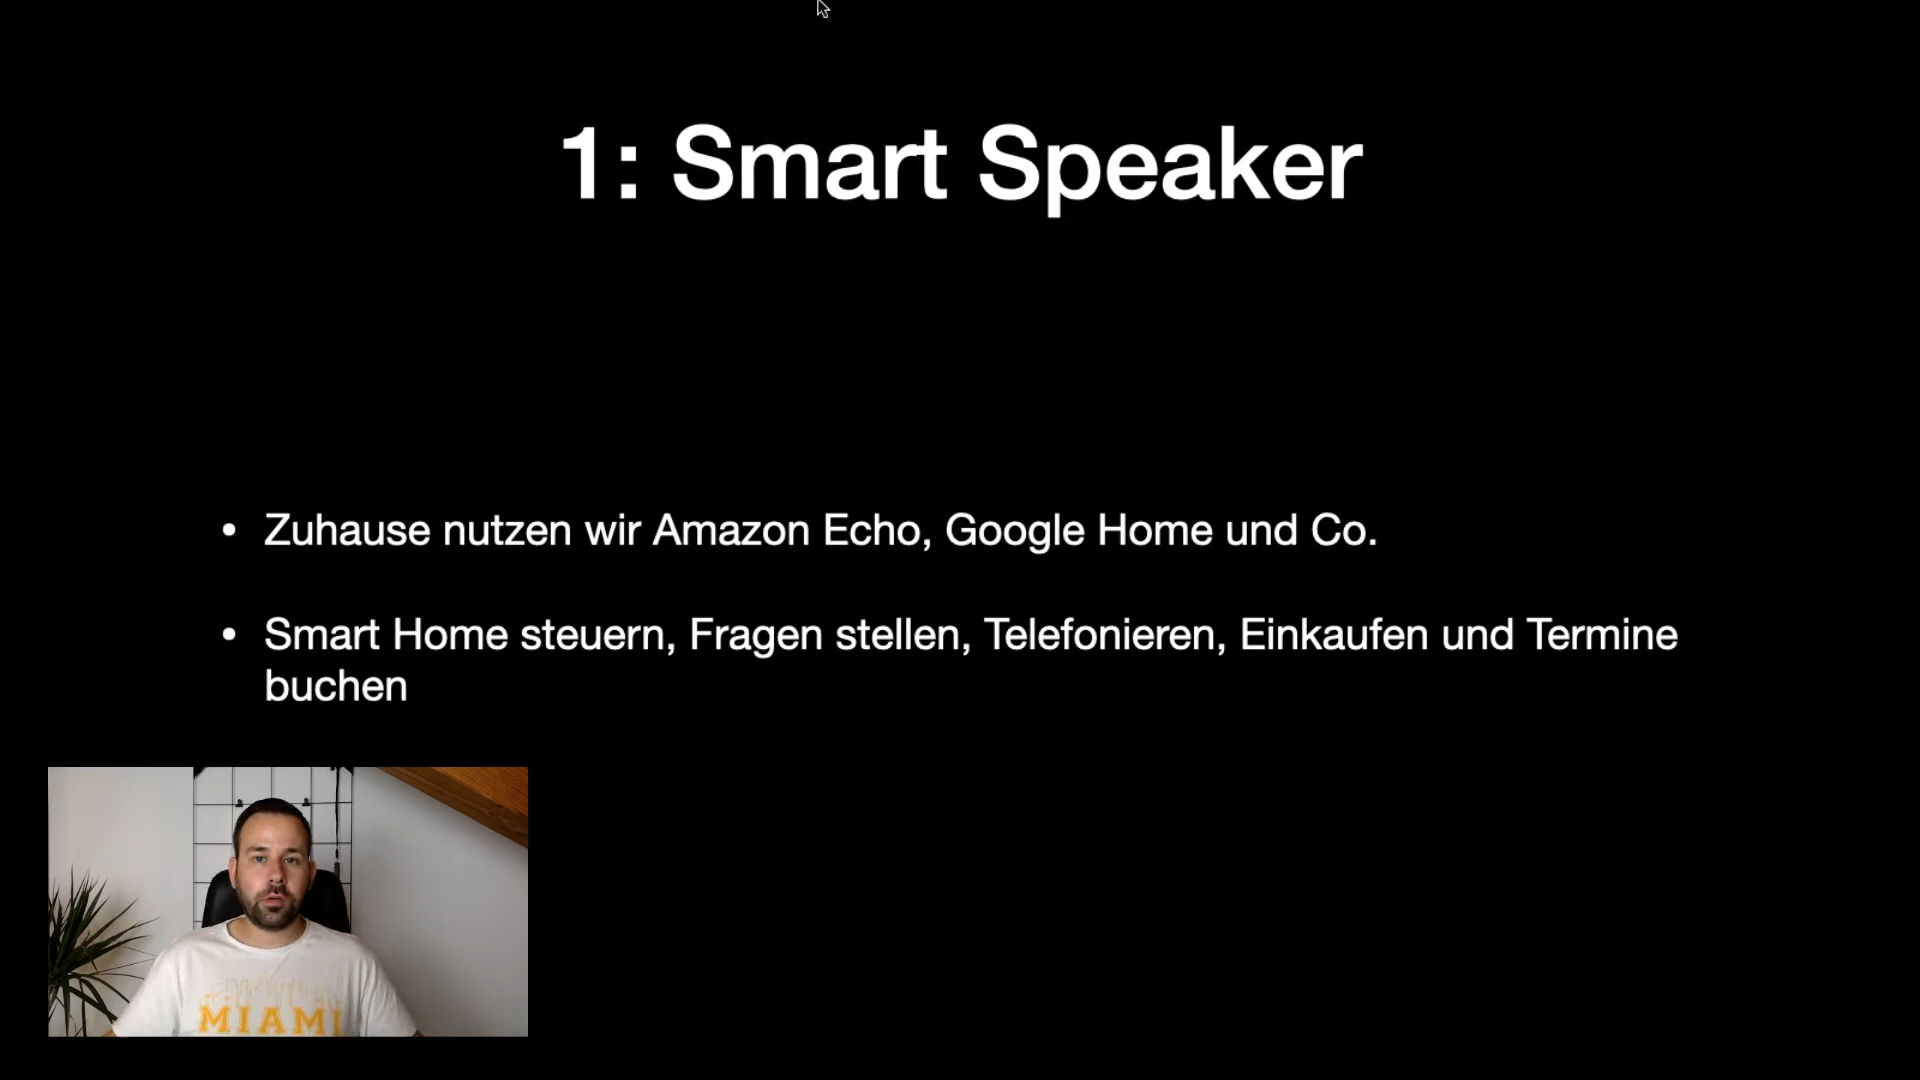 1: Smart Speaker
• Zuhause nutzen wir Amazon Echo, Google Home und Co.
• Smart Home steuern, Fragen stellen, Telefonieren, Einkaufen und Termine
buchen
MIAMI